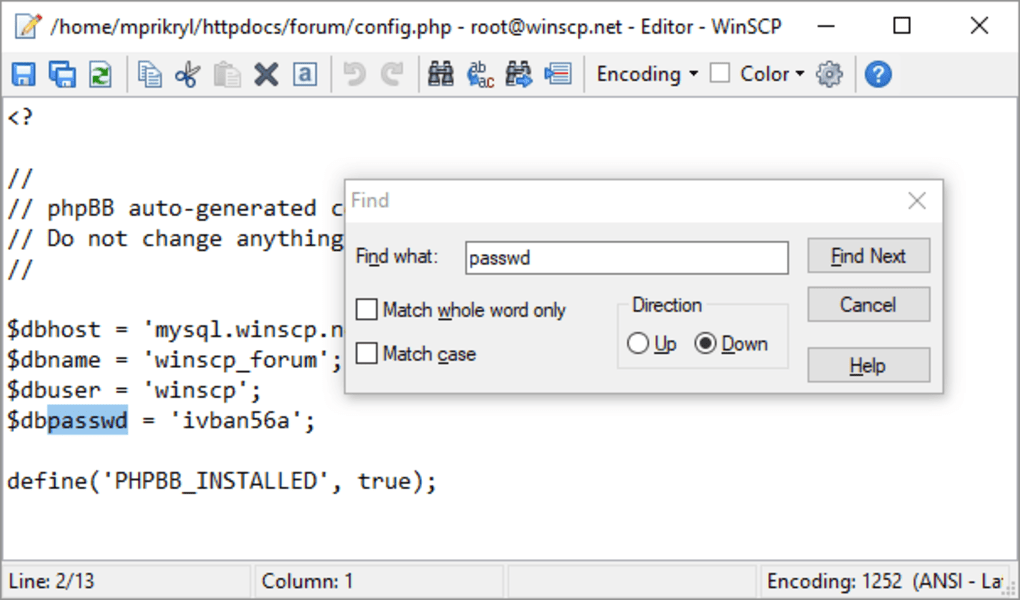 /home/mprikryl/httpdocs/forum/config.php - root@winscp.net - Editor - WinSCP
Encoding Color
<?
//
// phpBB auto-generated
// Do not change anything
//
$dbhost = 'mysql.winscp.n
$dbname = 'winscp_forum';
$dbuser = 'winscp';
$dbpasswd = 'ivban56a';
define('PHPBB_INSTALLED', true);
Find
Find what: passwd Find Next
Match whole word only Direction Cancel
Match case Up Down Help
Line: 2/13 Column: 1 Encoding: 1252 (ANSI - La